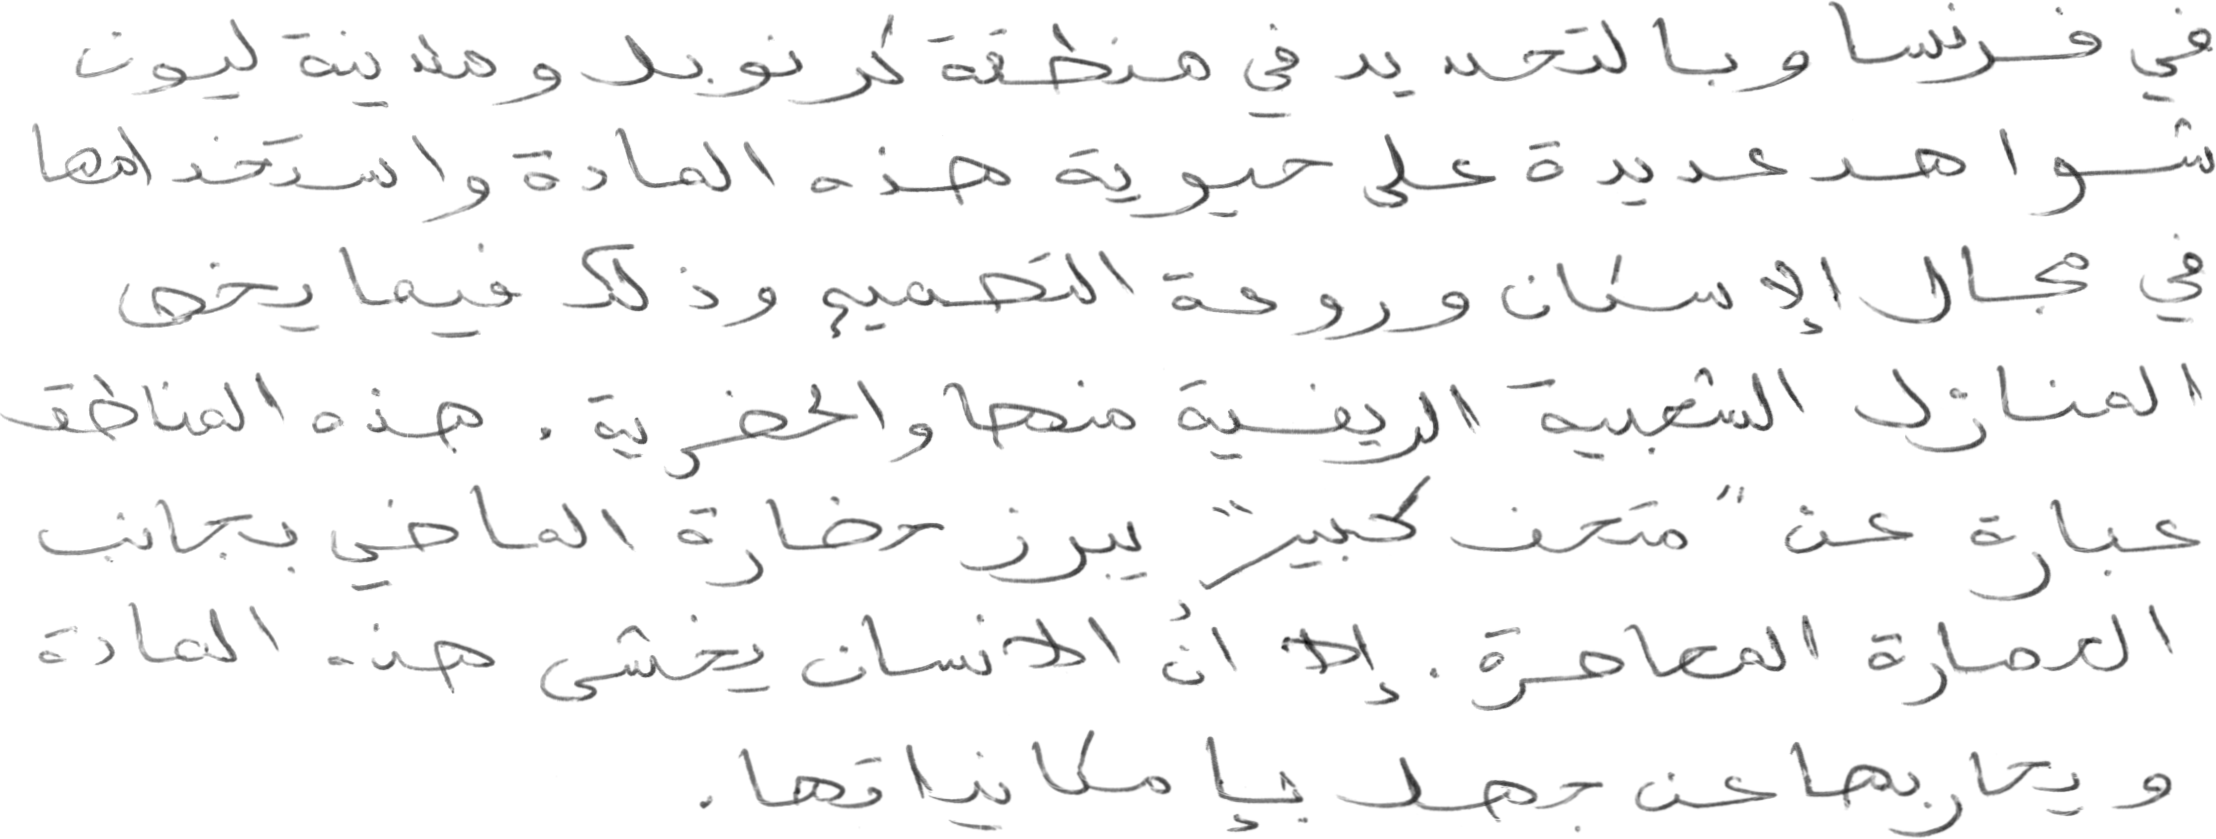 في فرنسا وبالتحديد في منطقة كرنوبل ومدينة ليون
شواهد عديدة على حيوية هذه المادة واستخدامها
في مجال الإسكان وروعة التصميم وذلك فيما يخص
المنازل الشعبية الريفية منها والحضرية. هذه المناطق
عبارة عن "متحف كبير" يبرز حضارة الماضي بجانب
العمارة المعاصرة. إلا انُ الانسان يخشى هذه المادة
ويحاربها عن جهل بإمكانياتها.